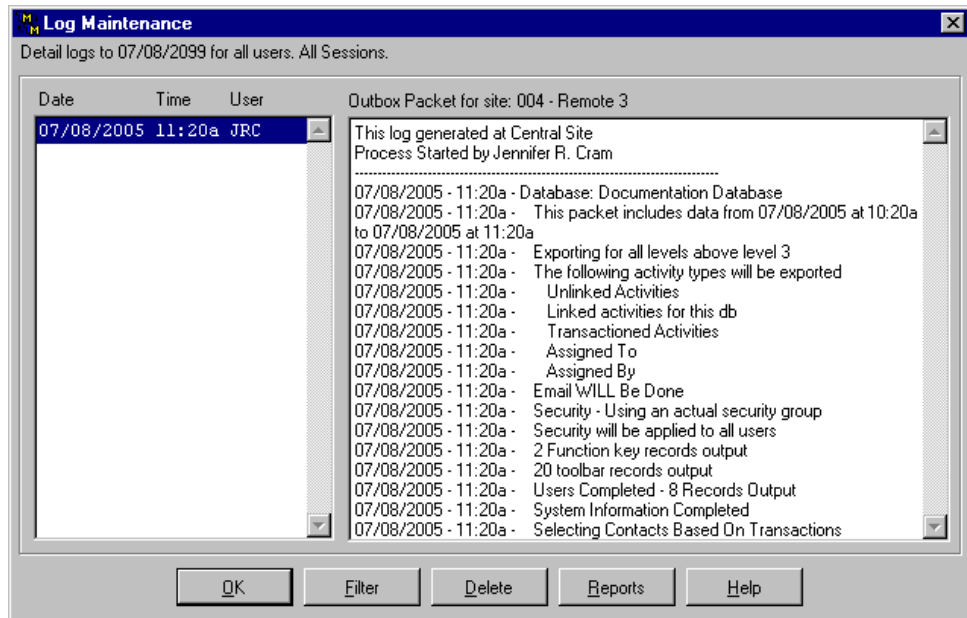 MM Log Maintenance
Detail logs to 07/08/2099 for all users. All Sessions.
Date Time User
07/08/2005 11:20a JRC
Outbox Packet for site: 004 - Remote 3
This log generated at Central Site
Process Started by Jennifer R. Cram
--------------------------------------------------------------------------------
07/08/2005 - 11:20a - Database: Documentation Database
07/08/2005 - 11:20a - This packet includes data from 07/08/2005 at 10:20a
to 07/08/2005 at 11:20a
07/08/2005 - 11:20a - Exporting for all levels above level 3
07/08/2005 - 11:20a - The following activity types will be exported
07/08/2005 - 11:20a - Unlinked Activities
07/08/2005 - 11:20a - Linked activities for this db
07/08/2005 - 11:20a - Transactioned Activities
07/08/2005 - 11:20a - Assigned To
07/08/2005 - 11:20a - Assigned By
07/08/2005 - 11:20a - Email WILL Be Done
07/08/2005 - 11:20a - Security - Using an actual security group
07/08/2005 - 11:20a - Security will be applied to all users
07/08/2005 - 11:20a - 2 Function key records output
07/08/2005 - 11:20a - 20 toolbar records output
07/08/2005 - 11:20a - Users Completed - 8 Records Output
07/08/2005 - 11:20a - System Information Completed
07/08/2005 - 11:20a - Selecting Contacts Based On Transactions
OK Filter Delete Reports Help